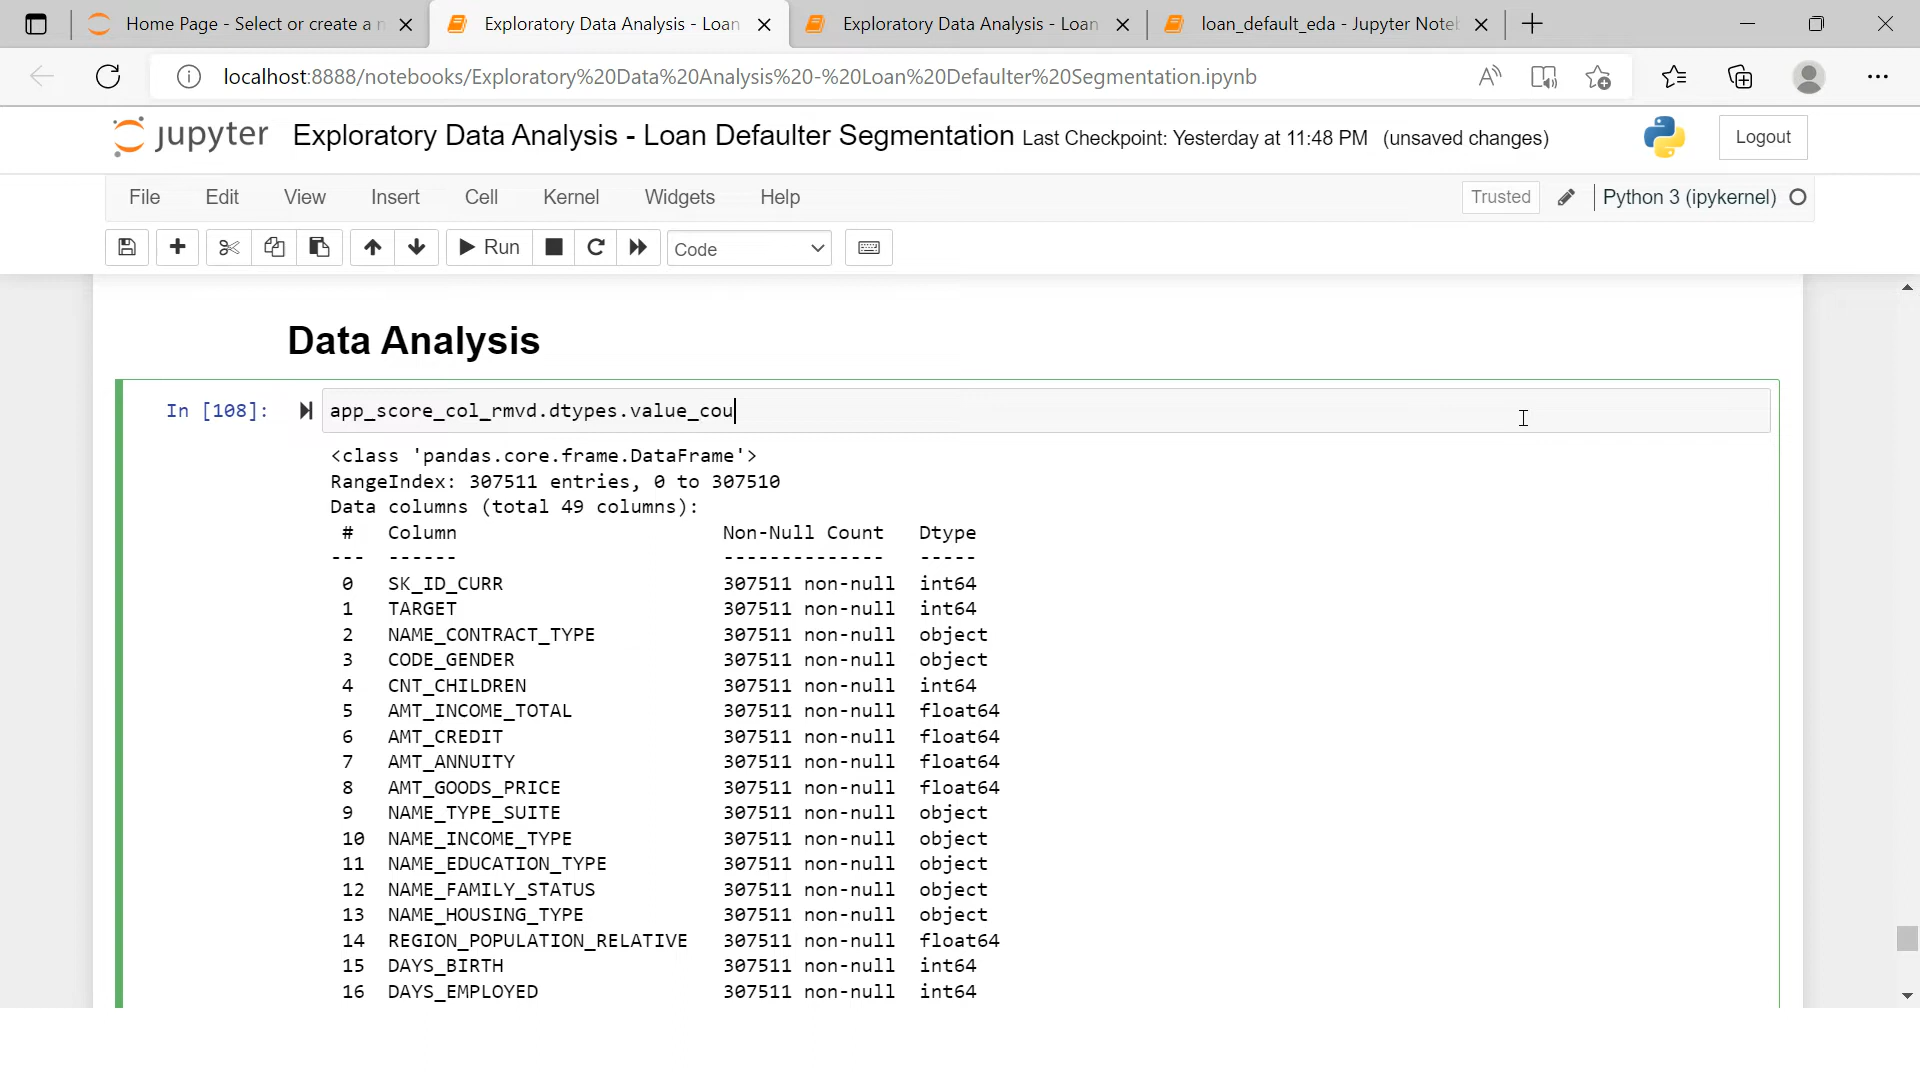 Home Page - Select or create a n
Exploratory Data Analysis - Loan
Exploratory Data Analysis - Loan
loan_default_eda - Jupyter Note
localhost:8888/notebooks/Exploratory%20Data%20Analysis%20-%20Loan%20Defaulter%20Segmentation.ipynb
jupyter Exploratory Data Analysis - Loan Defaulter Segmentation Last Checkpoint: Yesterday at 11:48 PM (unsaved changes)
Logout
File Edit View Insert Cell Kernel Widgets Help
Trusted Python 3 (ipykernel)
Run Code
Data Analysis
In [108]: app_score_col_rmvd.dtypes.value_cou
<class 'pandas.core.frame.DataFrame'>
RangeIndex: 307511 entries, 0 to 307510
Data columns (total 49 columns):
# Column Non-Null Count Dtype
--- ------ -------------- -----
0 SK_ID_CURR 307511 non-null int64
1 TARGET 307511 non-null int64
2 NAME_CONTRACT_TYPE 307511 non-null object
3 CODE_GENDER 307511 non-null object
4 CNT_CHILDREN 307511 non-null int64
5 AMT_INCOME_TOTAL 307511 non-null float64
6 AMT_CREDIT 307511 non-null float64
7 AMT_ANNUITY 307511 non-null float64
8 AMT_GOODS_PRICE 307511 non-null float64
9 NAME_TYPE_SUITE 307511 non-null object
10 NAME_INCOME_TYPE 307511 non-null object
11 NAME_EDUCATION_TYPE 307511 non-null object
12 NAME_FAMILY_STATUS 307511 non-null object
13 NAME_HOUSING_TYPE 307511 non-null object
14 REGION_POPULATION_RELATIVE 307511 non-null float64
15 DAYS_BIRTH 307511 non-null int64
16 DAYS_EMPLOYED 307511 non-null int64